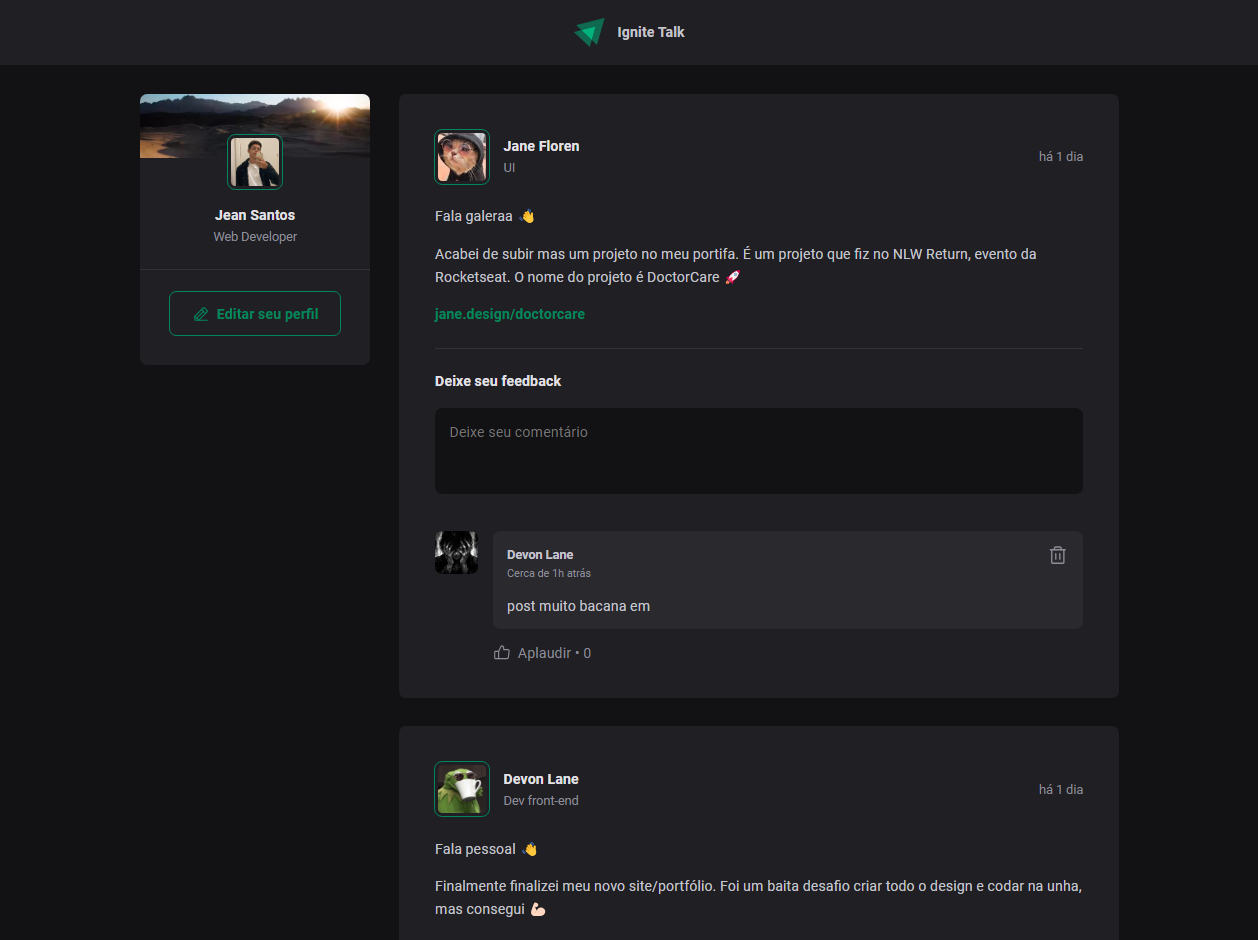 Ignite Talk
Jean Santos
Web Developer
Editar seu perfil
Jane Floren
UI
há 1 dia
Fala galeraa 👋
Acabei de subir mas um projeto no meu portifa. É um projeto que fiz no NLW Return, evento da
Rocketseat. O nome do projeto é DoctorCare 🚀
jane.design/doctorcare
Deixe seu feedback
Deixe seu comentário
Devon Lane
Cerca de 1h atrás
post muito bacana em
Aplaudir • 0
Devon Lane
Dev front-end
há 1 dia
Fala pessoal 👋
Finalmente finalizei meu novo site/portfólio. Foi um baita desafio criar todo o design e codar na unha,
mas consegui 💪🏻